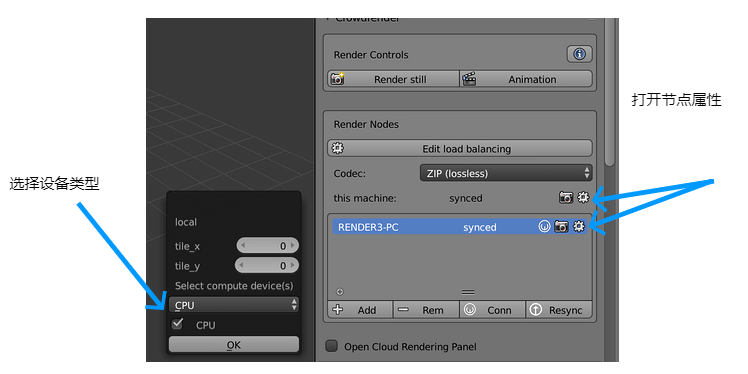 Crowdrender
Render Controls
Render still
Animation
打开节点属性
Render Nodes
Edit load balancing
Codec:
ZIP (lossless)
this machine:
synced
RENDER3-PC
synced
Add
Rem
Conn
Resync
Open Cloud Rendering Panel
选择设备类型
local
tile_x
0
tile_y
0
Select compute device(s)
CPU
CPU
OK